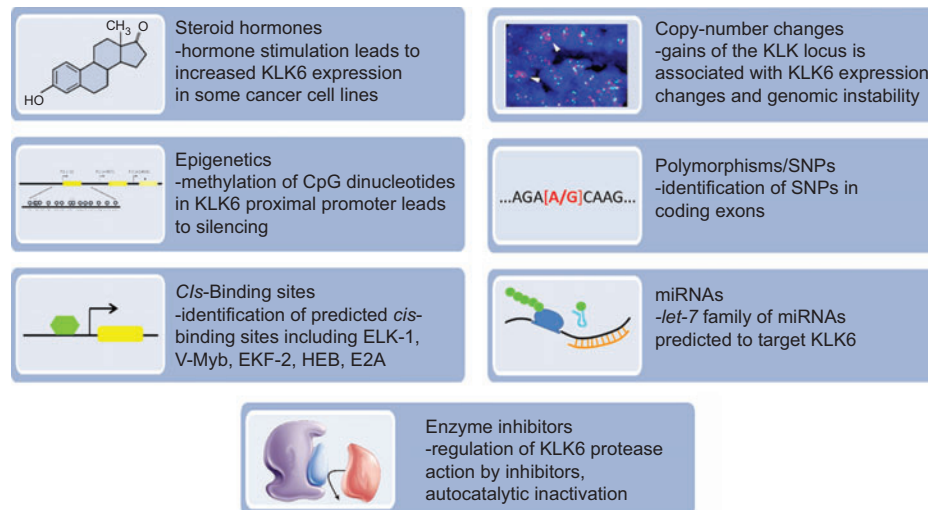 CH₃
O
HO
Steroid hormones
-hormone stimulation leads to
increased KLK6 expression
in some cancer cell lines
Copy-number changes
-gains of the KLK locus is
associated with KLK6 expression
changes and genomic instability
Epigenetics
-methylation of CpG dinucleotides
in KLK6 proximal promoter leads
to silencing
...AGA[A/G]CAAG...
Polymorphisms/SNPs
-identification of SNPs in
coding exons
CIs-Binding sites
-identification of predicted cis-
binding sites including ELK-1,
V-Myb, EKF-2, HEB, E2A
miRNAs
-let-7 family of miRNAs
predicted to target KLK6
Enzyme inhibitors
-regulation of KLK6 protease
action by inhibitors,
autocatalytic inactivation